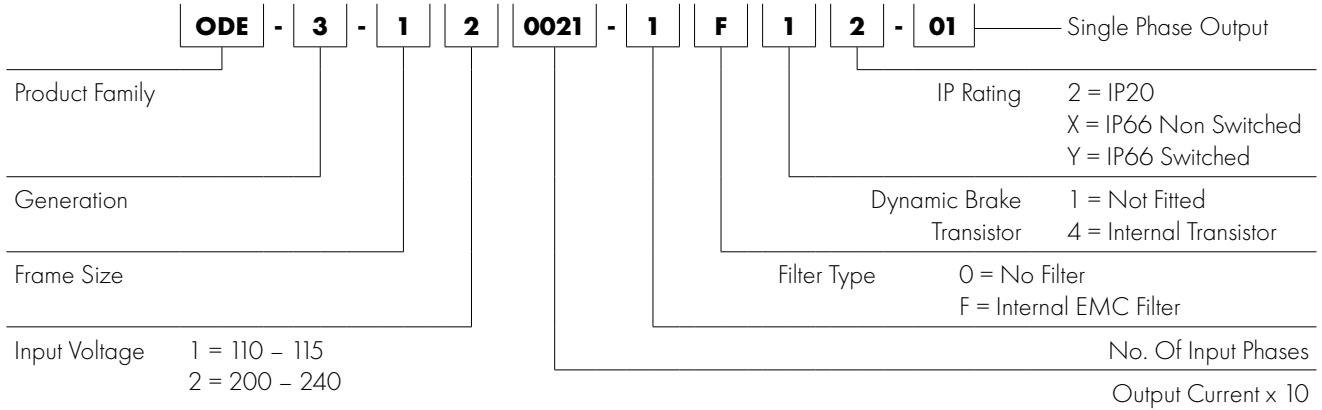 ODE - 3 - 1 2 0021 - 1 F 1 2 - 01 Single Phase Output
Product Family
IP Rating 2 = IP20
X = IP66 Non Switched
Y = IP66 Switched
Generation
Dynamic Brake 1 = Not Fitted
Transistor 4 = Internal Transistor
Frame Size
Filter Type 0 = No Filter
F = Internal EMC Filter
Input Voltage 1 = 110 – 115
2 = 200 – 240
No. Of Input Phases
Output Current x 10